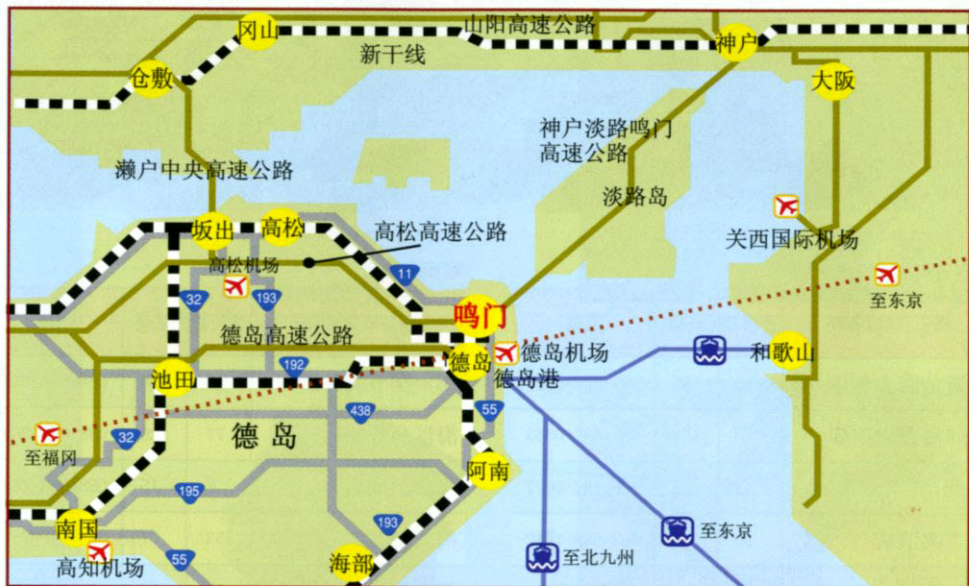 冈山
山阳高速公路
神户
新干线
仓敷
大阪
神户淡路鸣门
高速公路
濑户中央高速公路
淡路岛
坂出
高松
高松高速公路
关西国际机场
高松机场
11
32
193
至东京
鸣门
德岛高速公路
德岛
德岛机场
和歌山
池田
192
德岛港
438
55
32
德岛
至福冈
阿南
195
南国
193
至东京
高知机场
55
海部
至北九州